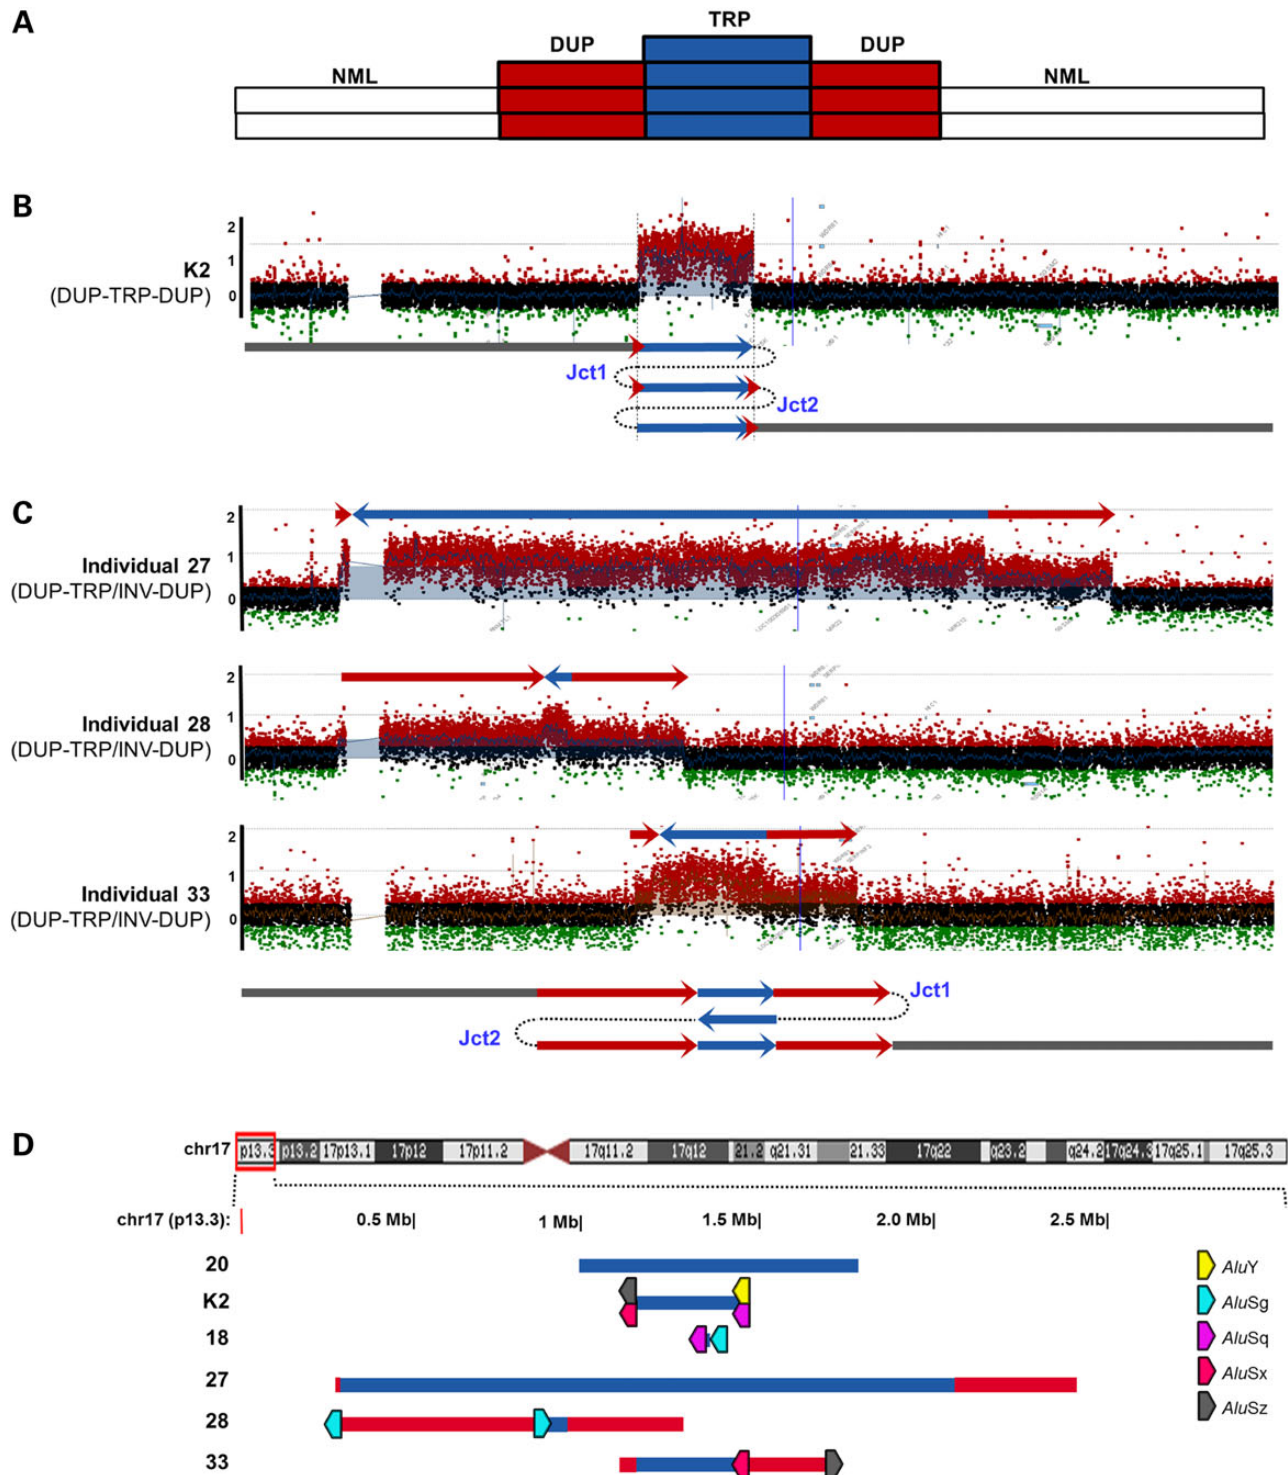 A
TRP
DUP
DUP
NML
NML
B
2
1
0
K2
(DUP-TRP-DUP)
Jct1
Jct2
C
2
1
0
Individual 27
(DUP-TRP/INV-DUP)
2
1
0
Individual 28
(DUP-TRP/INV-DUP)
2
1
0
Individual 33
(DUP-TRP/INV-DUP)
Jct1
Jct2
D
chr17
p13.3 p13.2 17p13.1 17p12 17p11.2 17q11.2 17q12 21.2 q21.31 21.33 17q22 q23.2 q24.2 17q24.3 17q25.1 17q25.3
chr17 (p13.3): 0.5 Mb| 1 Mb| 1.5 Mb| 2.0 Mb| 2.5 Mb|
20
AluY
K2
AluSg
18
AluSq
27
AluSx
28
AluSz
33